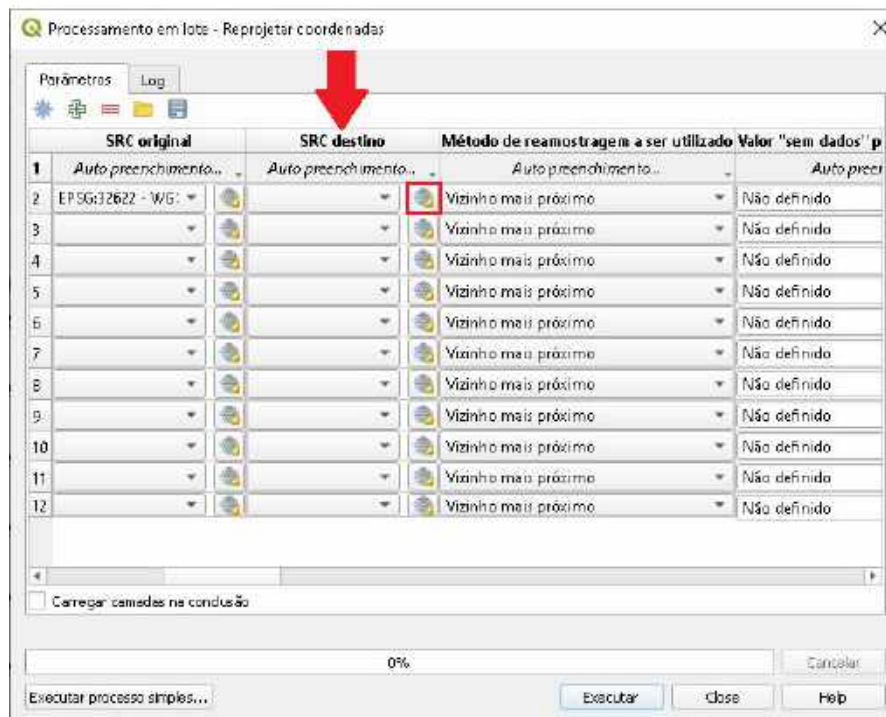 Processamento em lote - Reprojetar coordenadas
Parâmetros Log
SRC original SRC destino Método de reamostragem a ser utilizado Valor "sem dados" p
1 Auto preenchimento... Auto preenchimento... Auto preenchimento... Auto preer
2 EPSG:32622 - WG: Vizinho mais próximo Não definido
3 Vizinho mais próximo Não definido
4 Vizinho mais próximo Não definido
5 Vizinho mais próximo Não definido
6 Vizinho mais próximo Não definido
7 Vizinho mais próximo Não definido
8 Vizinho mais próximo Não definido
9 Vizinho mais próximo Não definido
10 Vizinho mais próximo Não definido
11 Vizinho mais próximo Não definido
12 Vizinho mais próximo Não definido
Carregar camadas na conclusão
0% Cancelar
Executar processo simples... Executar Close Help